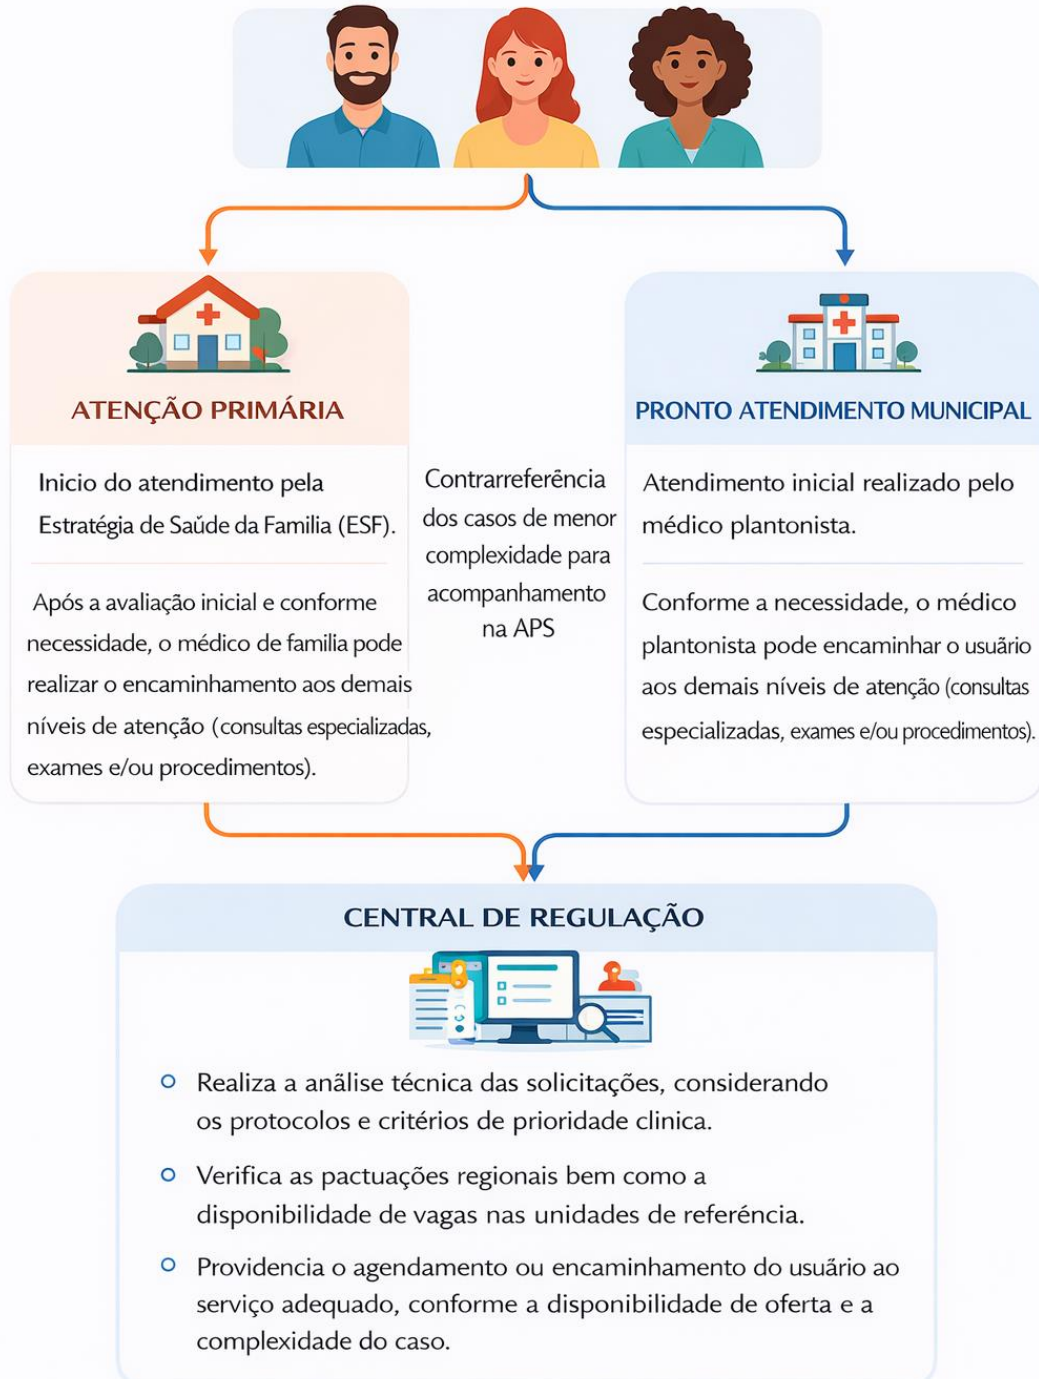 ATENÇÃO PRIMÁRIA
Inicio do atendimento pela
Estratégia de Saúde da Familia (ESF).
Após a avaliação inicial e conforme
necessidade, o médico de familia pode
realizar o encaminhamento aos demais
níveis de atenção (consultas especializadas,
exames e/ou procedimentos).
Contrarreferência
dos casos de menor
complexidade para
acompanhamento
na APS
PRONTO ATENDIMENTO MUNICIPAL
Atendimento inicial realizado pelo
médico plantonista.
Conforme a necessidade, o médico
plantonista pode encaminhar o usuário
aos demais níveis de atenção (consultas
especializadas, exames e/ou procedimentos).
CENTRAL DE REGULAÇÃO
Realiza a anãlise técnica das solicitações, considerando
os protocolos e critérios de prioridade clinica.
Verifica as pactuações regionais bem como a
disponibilidade de vagas nas unidades de referéncia.
Providencia o agendamento ou encaminhamento do usuário ao
serviço adequado, conforme a disponibilidade de oferta e a
complexidade do caso.